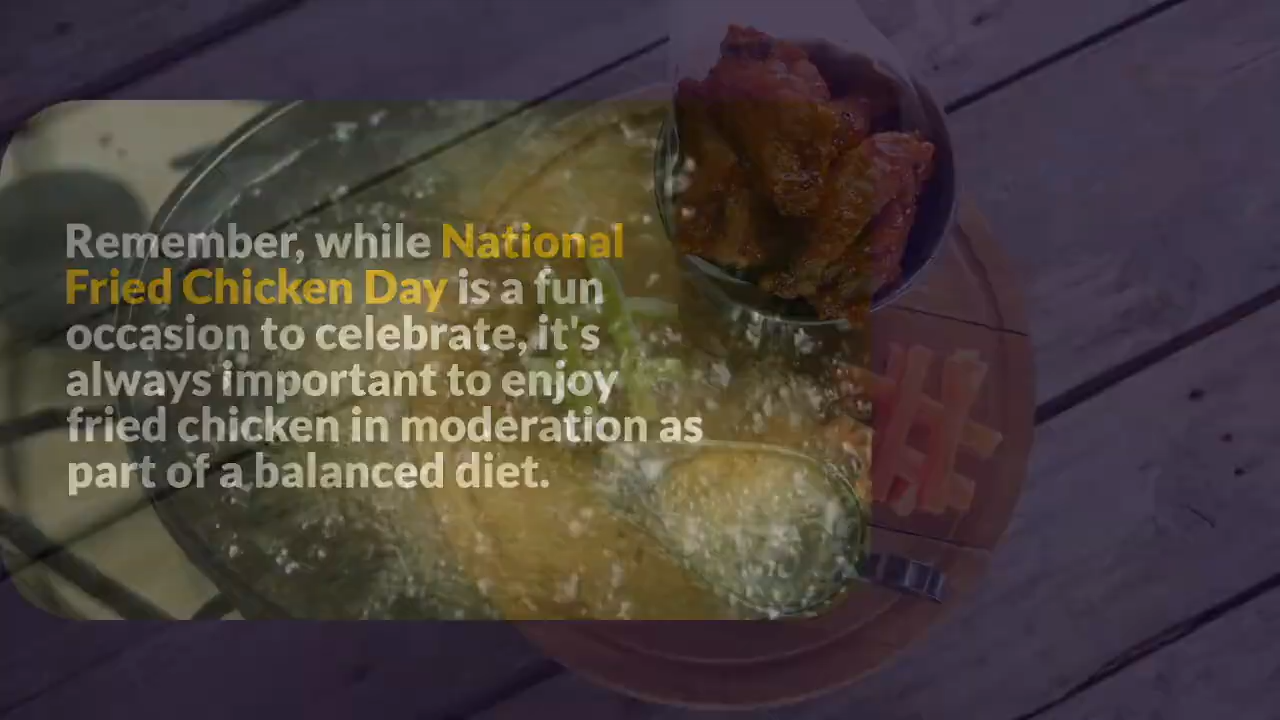 Remember, while National
Fried Chicken Day is a fun
occasion to celebrate, it's
always important to enjoy
fried chicken in moderation as
part of a balanced diet.